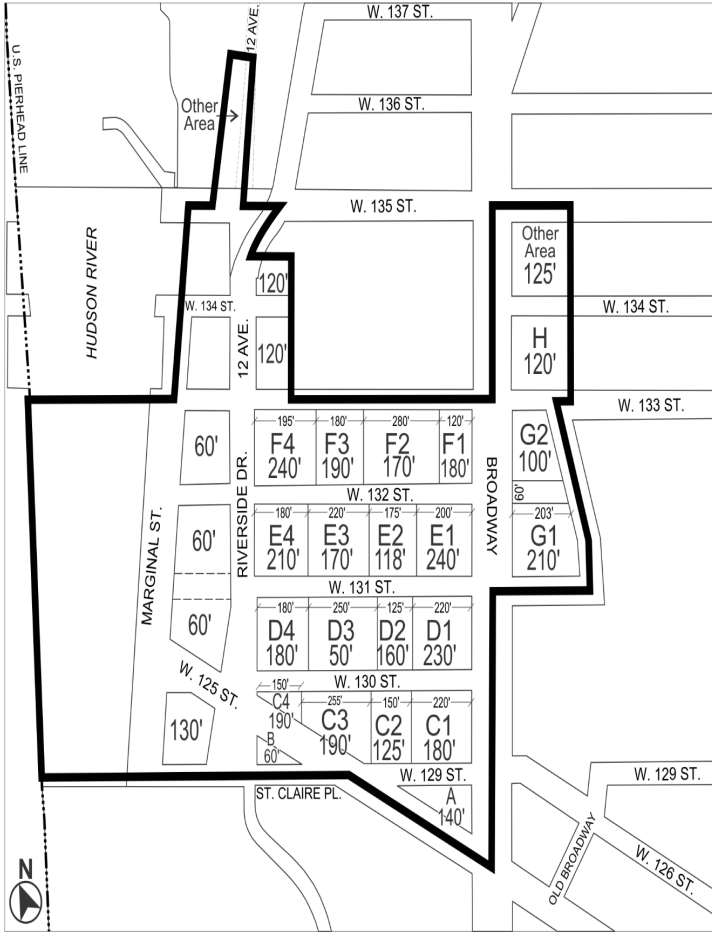 W. 137 ST.
12 AVE.
U.S. PIERHEAD LINE
Other
Area
W. 136 ST.
W. 135 ST.
HUDSON RIVER
Other
Area
125'
120'
W. 134 ST.
W. 134 ST.
12 AVE.
120'
H
120'
W. 133 ST.
60'
195'
F4
240'
180'
F3
190'
280'
F2
170'
120'
F1
180'
G2
100'
RIVERSIDE DR.
BROADWAY
W. 132 ST.
60'
MARGINAL ST.
60'
180'
E4
210'
220'
E3
170'
175'
E2
118'
200'
E1
240'
203'
G1
210'
W. 131 ST.
60'
180'
D4
180'
250'
D3
50'
125'
D2
160'
220'
D1
230'
W. 125 ST.
W. 130 ST.
130'
150'
C4
190'
255'
C3
190'
150'
C2
125'
220'
C1
180'
B
60'
W. 129 ST.
W. 129 ST.
ST. CLAIRE PL.
A
140'
OLD BROADWAY
W. 126 ST.
N